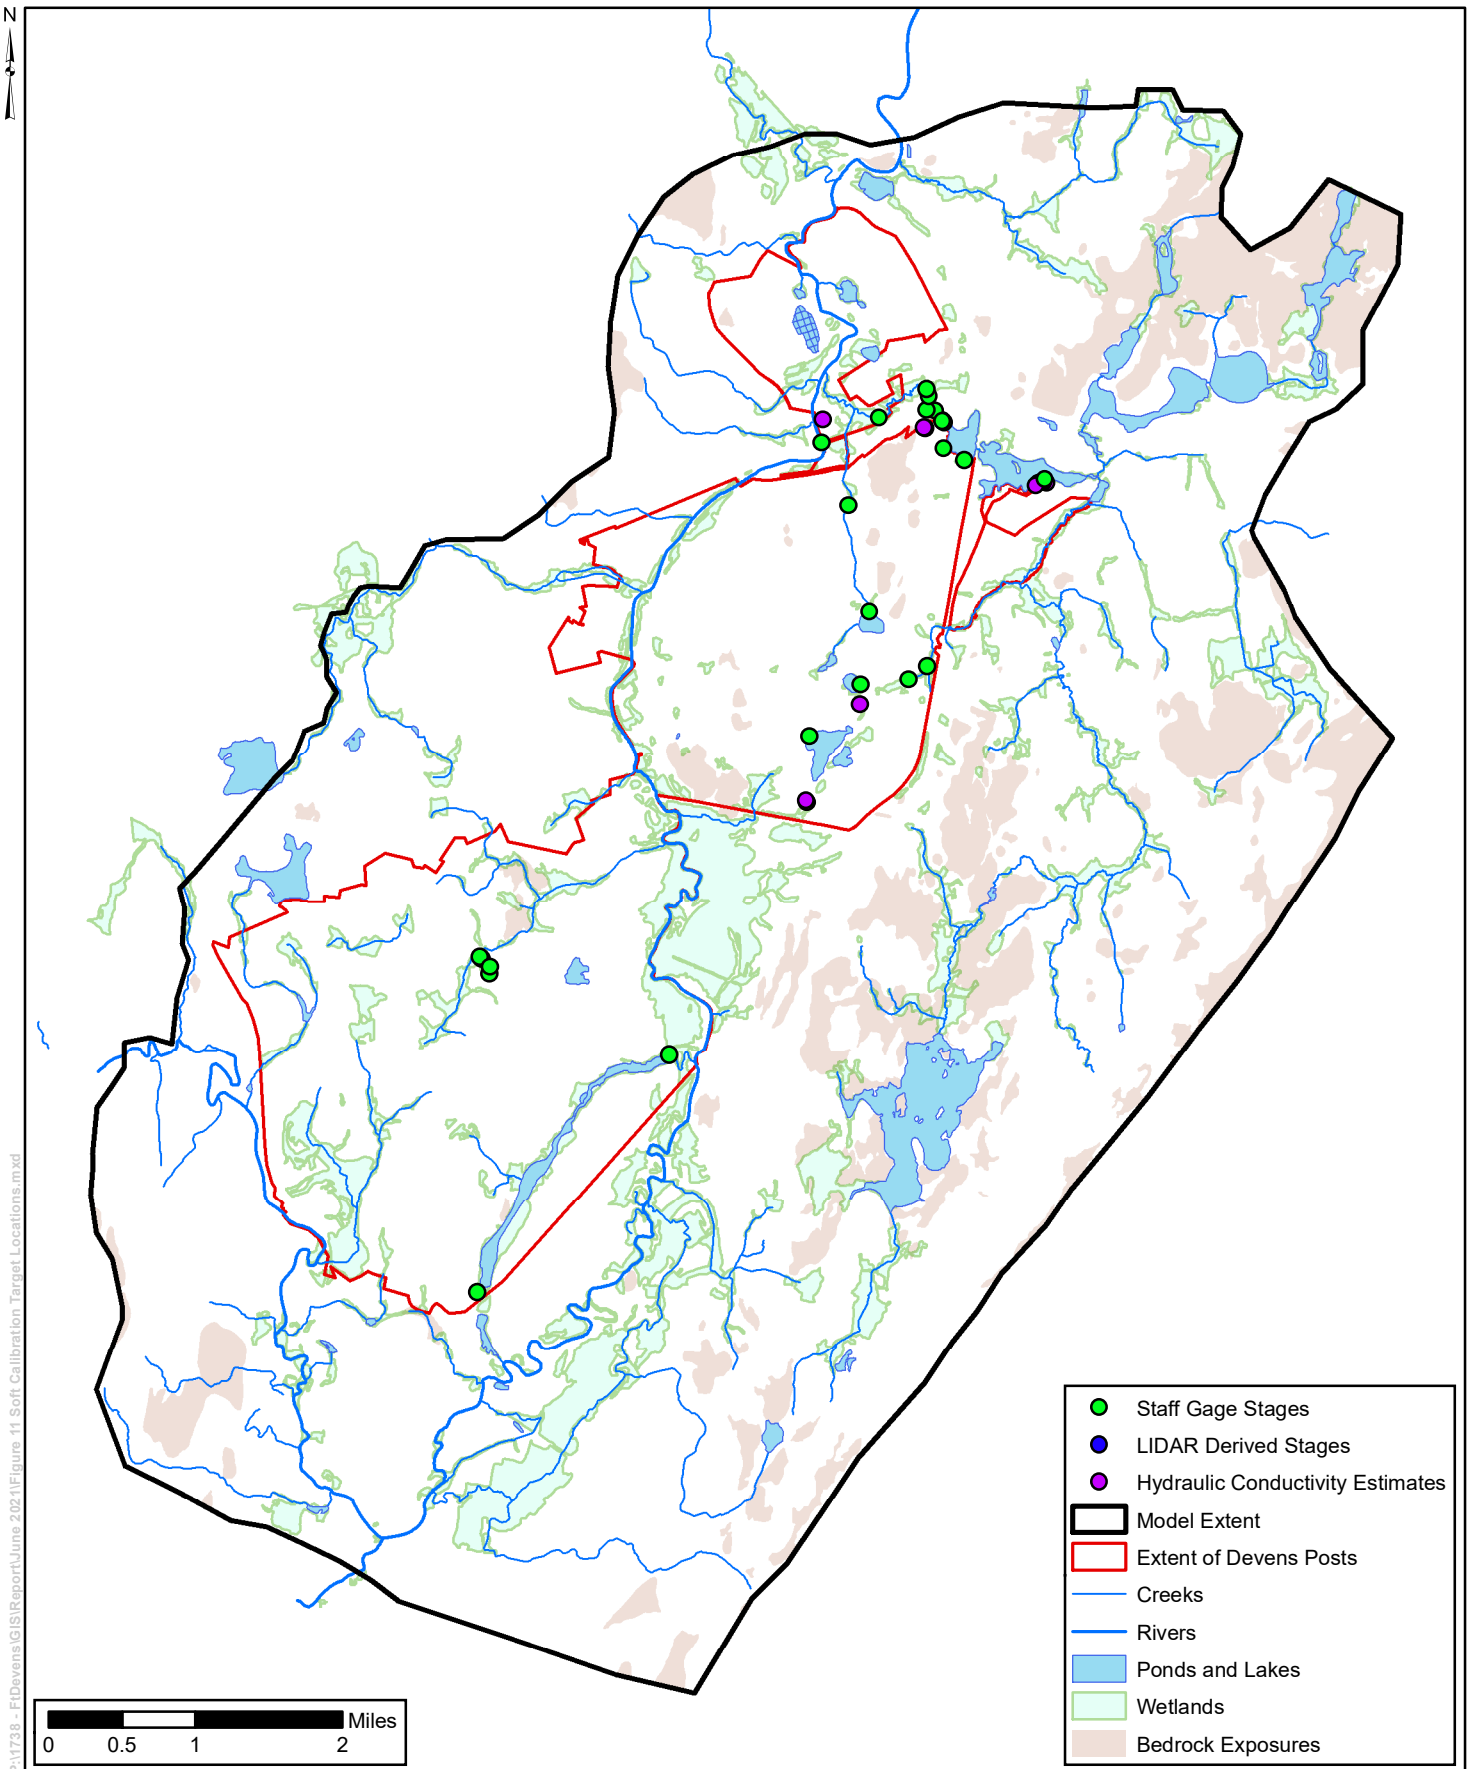 N
Staff Gage Stages
LIDAR Derived Stages
Hydraulic Conductivity Estimates
Model Extent
Extent of Devens Posts
Creeks
Rivers
Ponds and Lakes
Wetlands
Bedrock Exposures
Miles
0 0.5 1 2
P:\1738 - FtDevens\GIS\Report\June 2021\Figure 11 Soft Calibration Target Locations.mxd